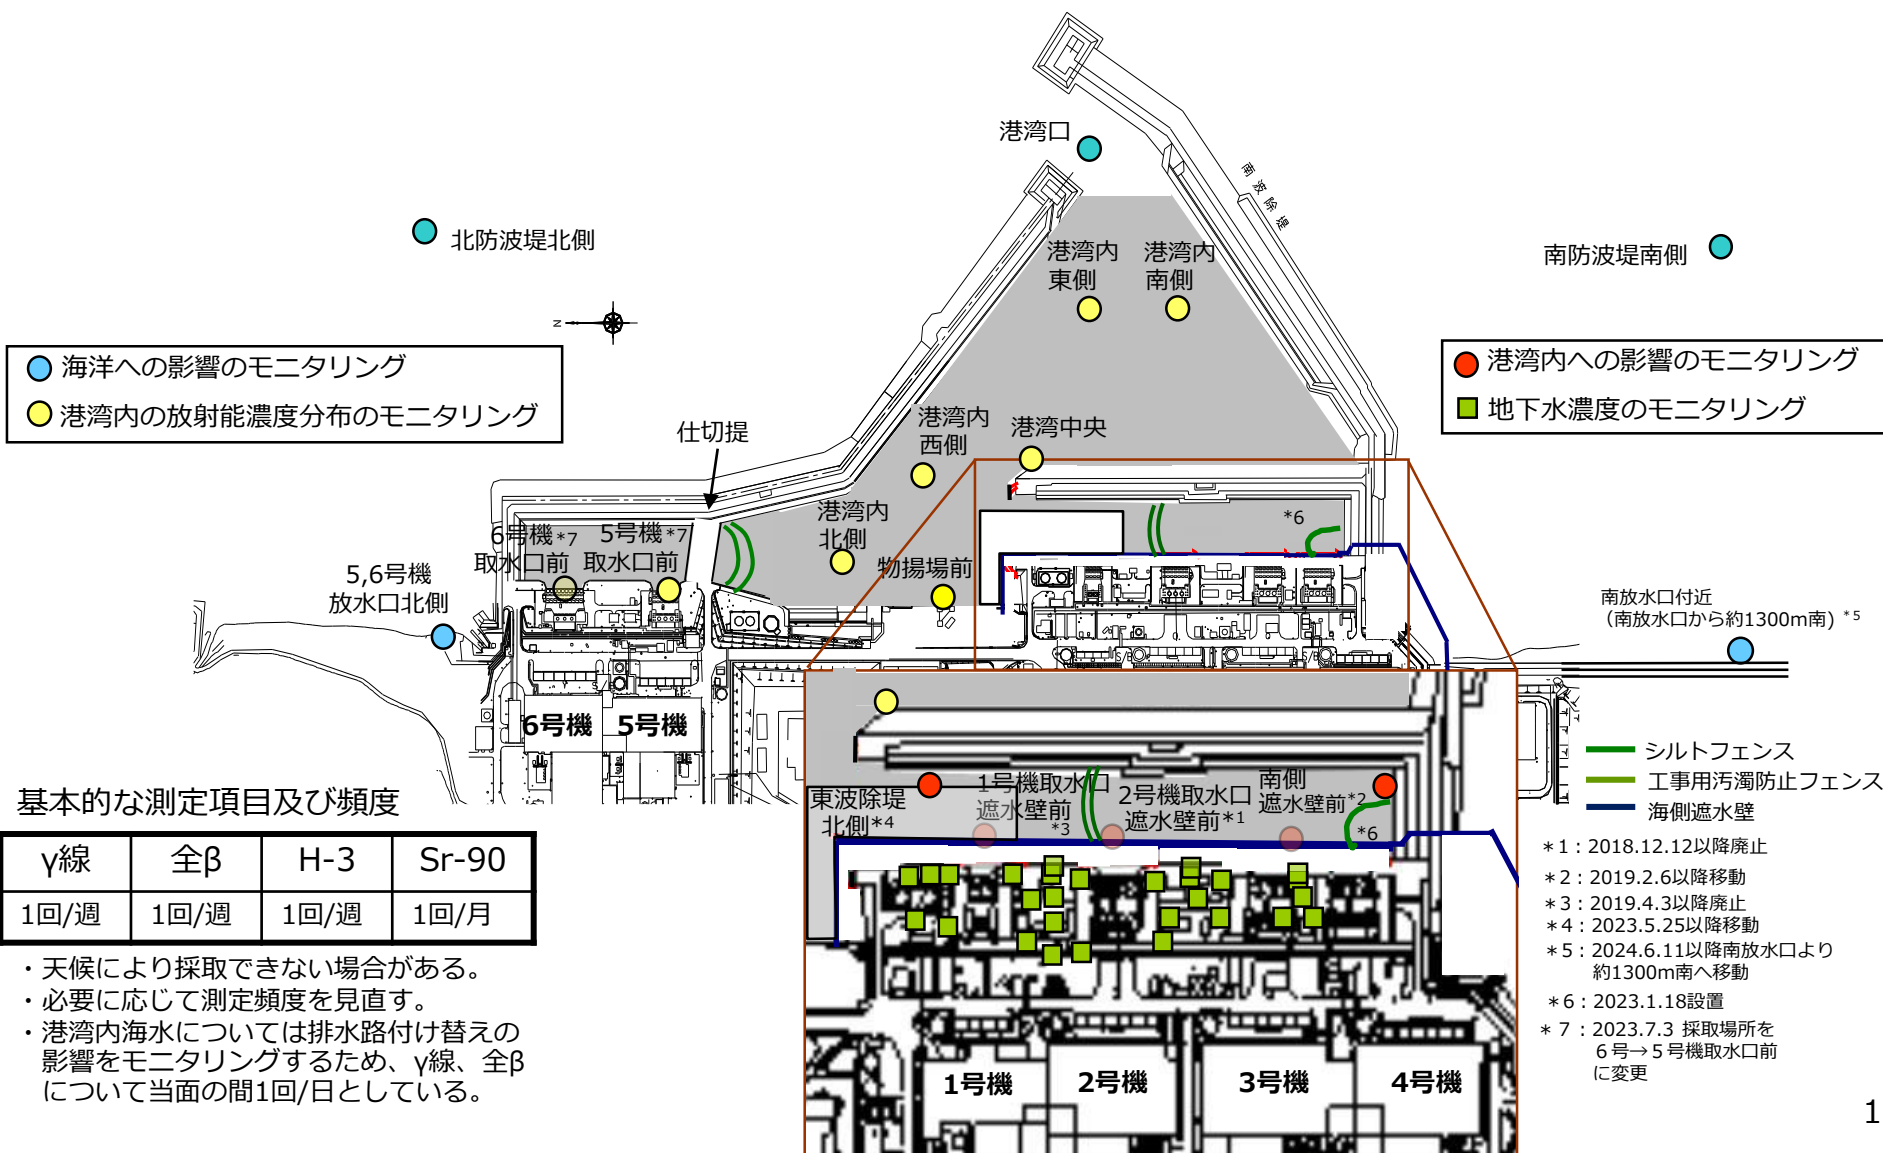 港湾口
南波除堤
北防波堤北側
南防波堤南側
港湾内
東側
港湾内
南側
N
海洋への影響のモニタリング
港湾内の放射能濃度分布のモニタリング
港湾内への影響のモニタリング
地下水濃度のモニタリング
仕切提
港湾内
西側
港湾中央
港湾内
北側
物揚場前
*6
6号機*7
取水口前
5号機*7
取水口前
5,6号機
放水口北側
南放水口付近
（南放水口から約1300m南）*5
6号機
5号機
S/B
S/B
S/B
シルトフェンス
工事用汚濁防止フェンス
海側遮水壁
東波除堤
北側*4
1号機取水口
遮水壁前
*3
2号機取水口
遮水壁前*1
南側
遮水壁前*2
*6
1号機
2号機
3号機
4号機
基本的な測定項目及び頻度
γ線 全β H-3 Sr-90
1回/週 1回/週 1回/週 1回/月
・天候により採取できない場合がある。
・必要に応じて測定頻度を見直す。
・港湾内海水については排水路付け替えの
影響をモニタリングするため、γ線、全β
について当面の間1回/日としている。
＊1：2018.12.12以降廃止
＊2：2019.2.6以降移動
＊3：2019.4.3以降廃止
＊4：2023.5.25以降移動
＊5：2024.6.11以降南放水口より
約1300m南へ移動
＊6：2023.1.18設置
＊７：2023.7.3 採取場所を
６号→５号機取水口前
に変更
1